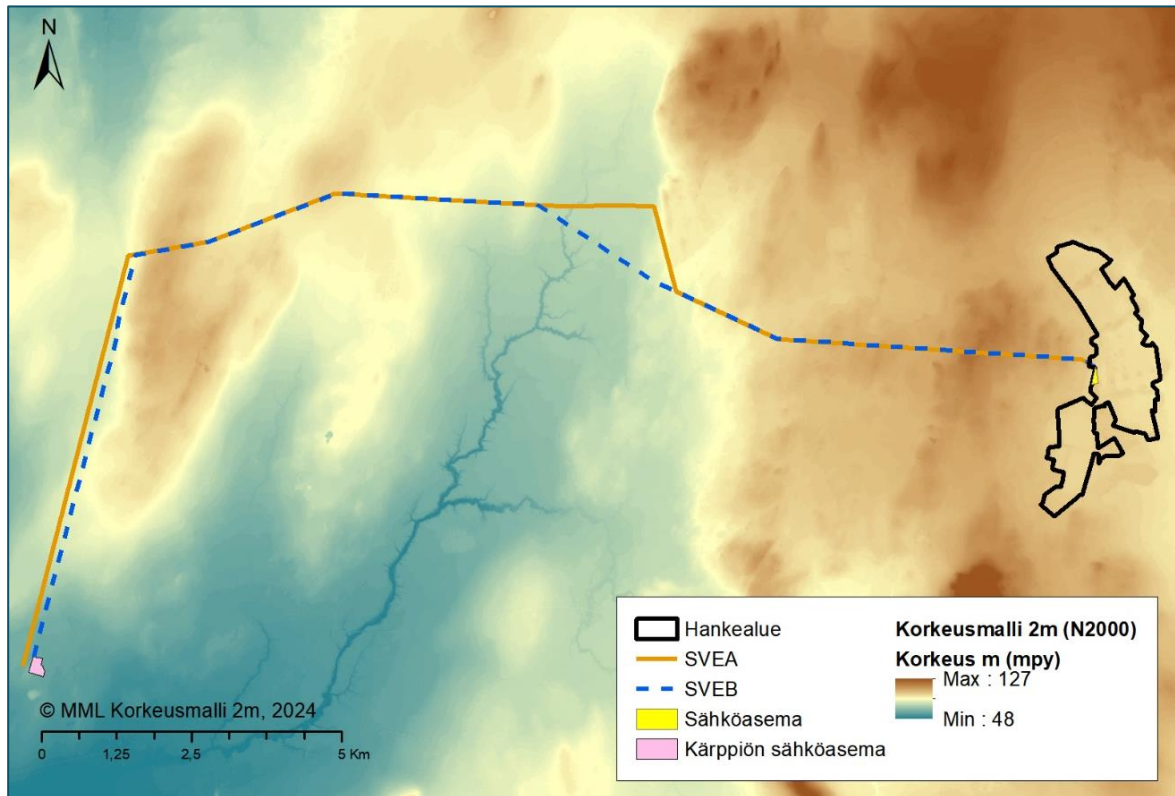 N
© MML Korkeusmalli 2m, 2024
0 1,25 2,5 5 Km
Hankealue
SVEA
SVEB
Sähköasema
Kärppiön sähköasema
Korkeusmalli 2m (N2000)
Korkeus m (mpy)
Max : 127
Min : 48